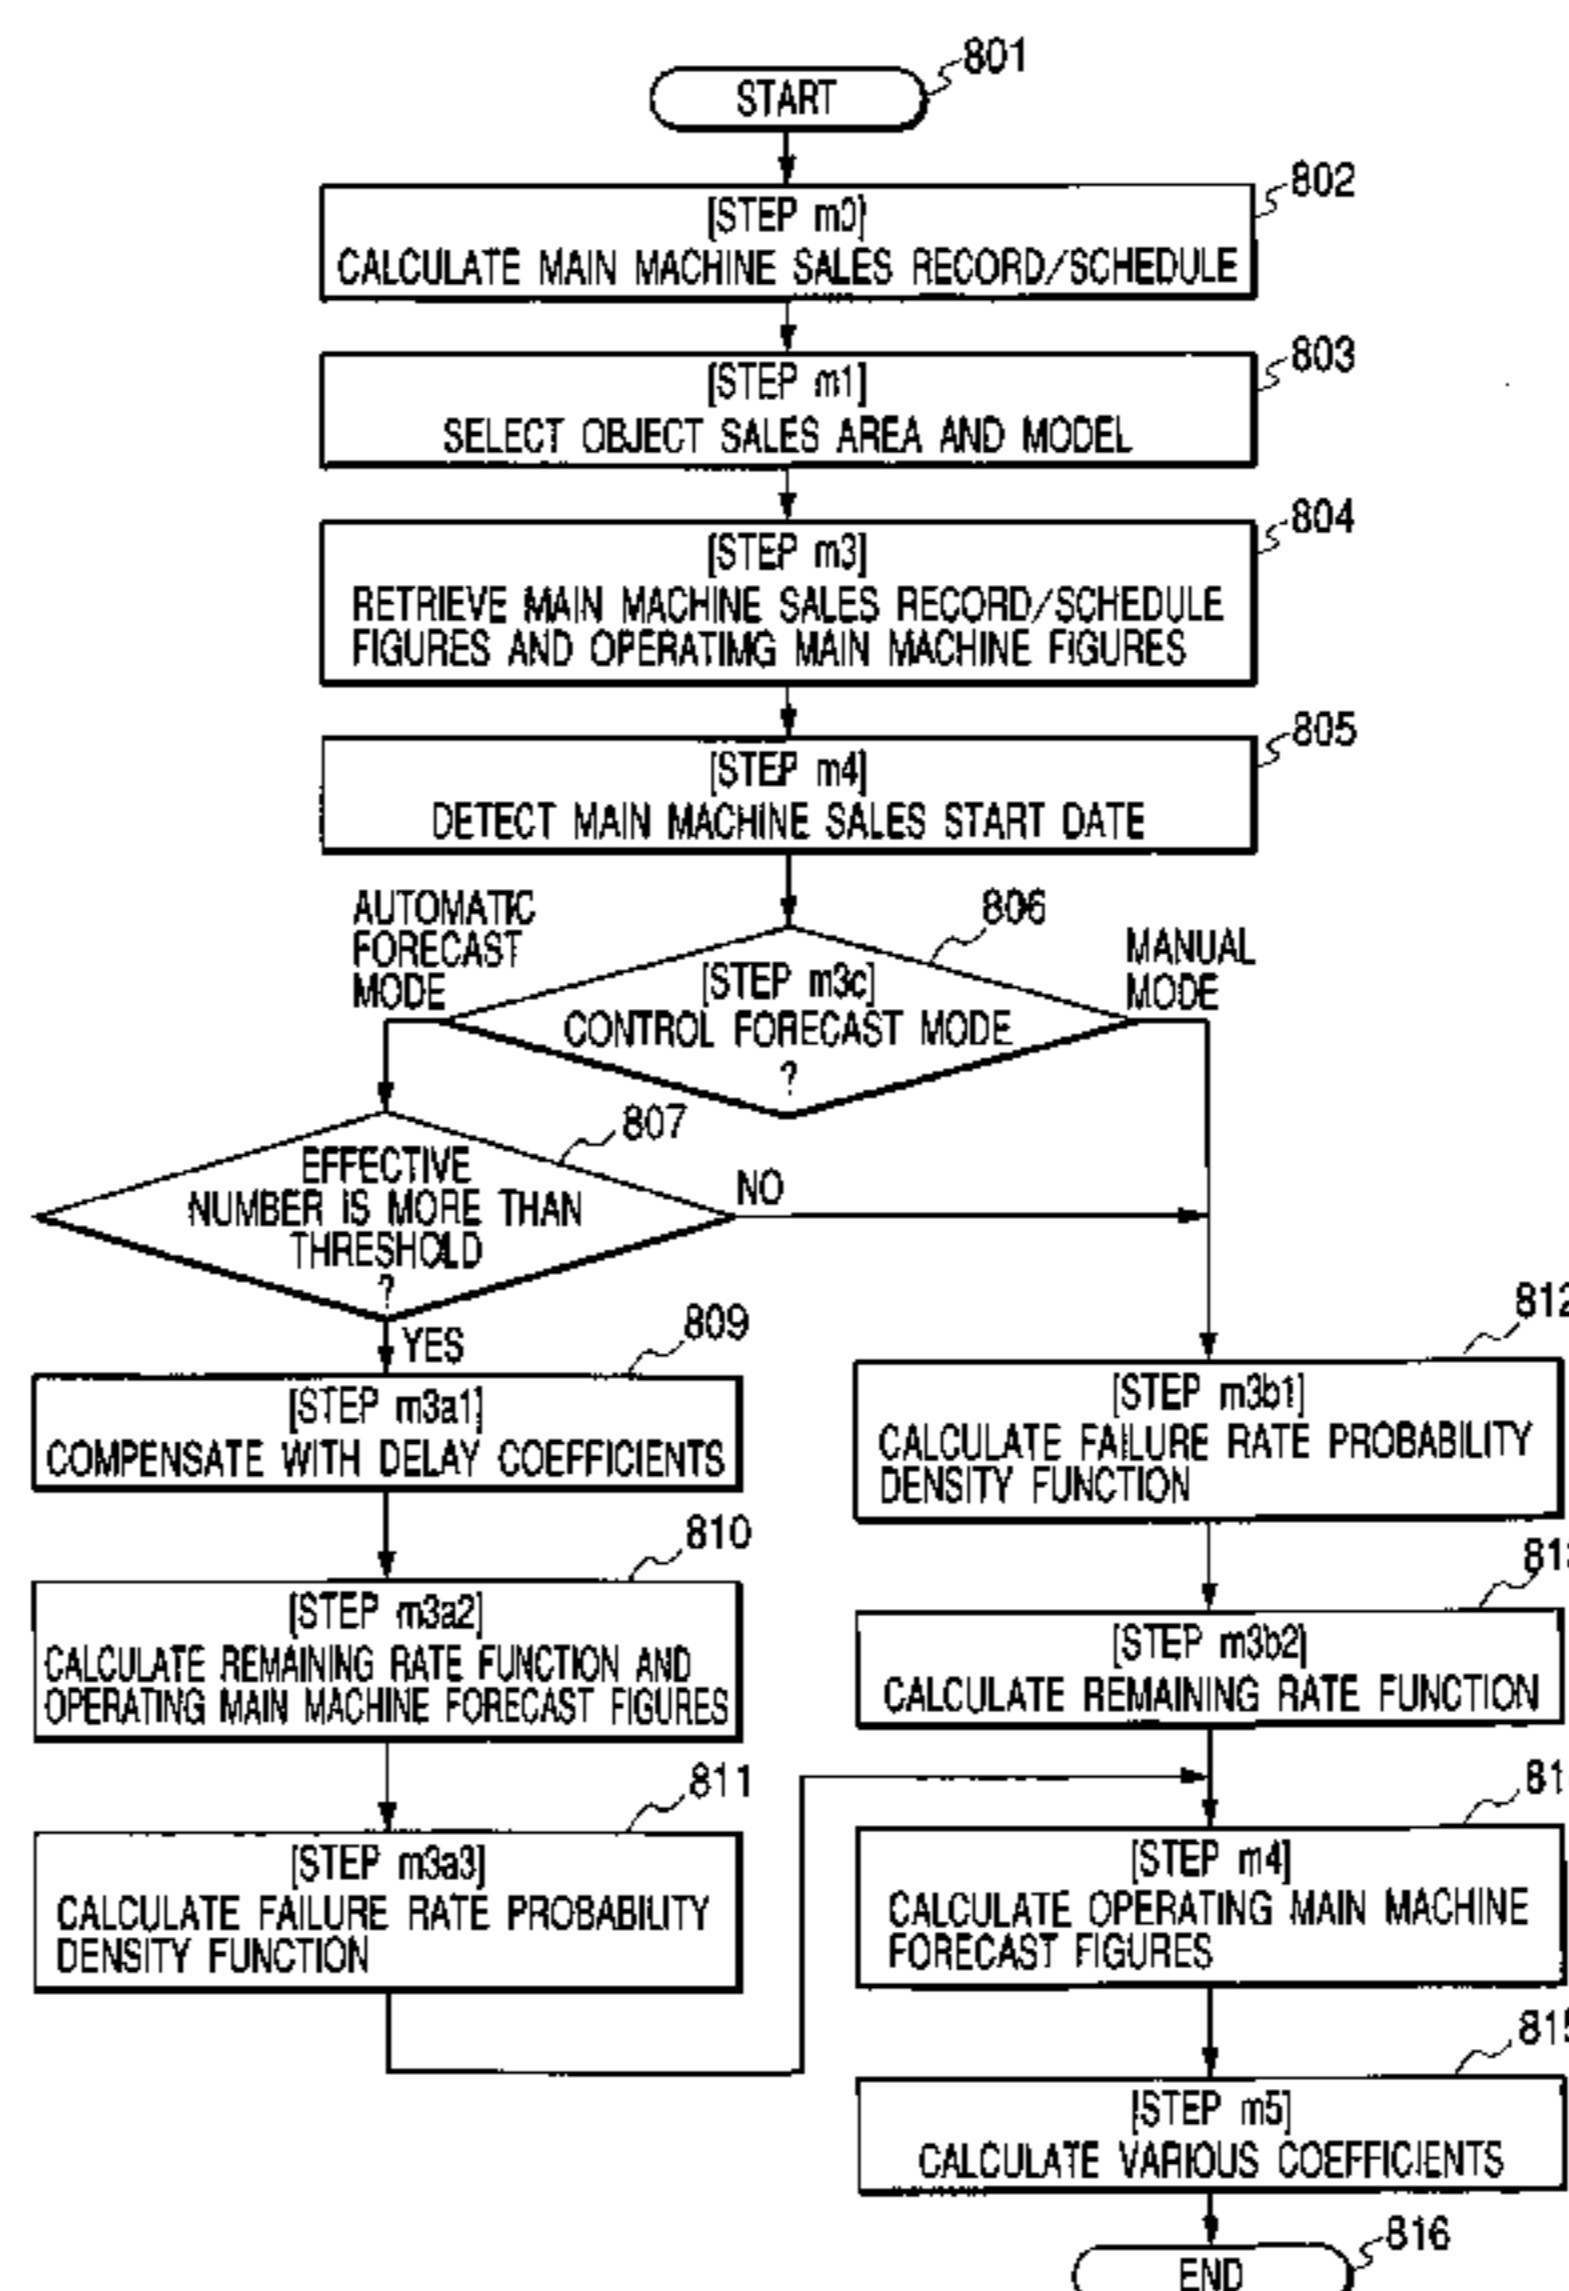 START
801
[STEP m0]
802
CALCULATE MAIN MACHINE SALES RECORD/SCHEDULE
[STEP m1]
803
SELECT OBJECT SALES AREA AND MODEL
[STEP m3]
804
RETRIEVE MAIN MACHINE SALES RECORD/SCHEDULE
FIGURES AND OPERATIMG MAIN MACHINE FIGURES
[STEP m4]
805
DETECT MAIN MACHINE SALES START DATE
AUTOMATIC
FORECAST
MODE
806
MANUAL
MODE
[STEP m3c]
CONTROL FORECAST MODE
?
807
EFFECTIVE
NUMBER IS MORE THAN
THRESHOLD
?
NO
YES
809
[STEP m3a1]
COMPENSATE WITH DELAY COEFFICIENTS
810
[STEP m3a2]
CALCULATE REMAINING RATE FUNCTION AND
OPERATING MAIN MACHINE FORECAST FIGURES
811
[STEP m3a3]
CALCULATE FAILURE RATE PROBABILITY
DENSITY FUNCTION
812
[STEP m3b1]
CALCULATE FAILURE RATE PROBABILITY
DENSITY FUNCTION
813
[STEP m3b2]
CALCULATE REMAINING RATE FUNCTION
[STEP m4]
CALCULATE OPERATING MAIN MACHINE
FORECAST FIGURES
815
[STEP m5]
CALCULATE VARIOUS COEFFICIENTS
816
END